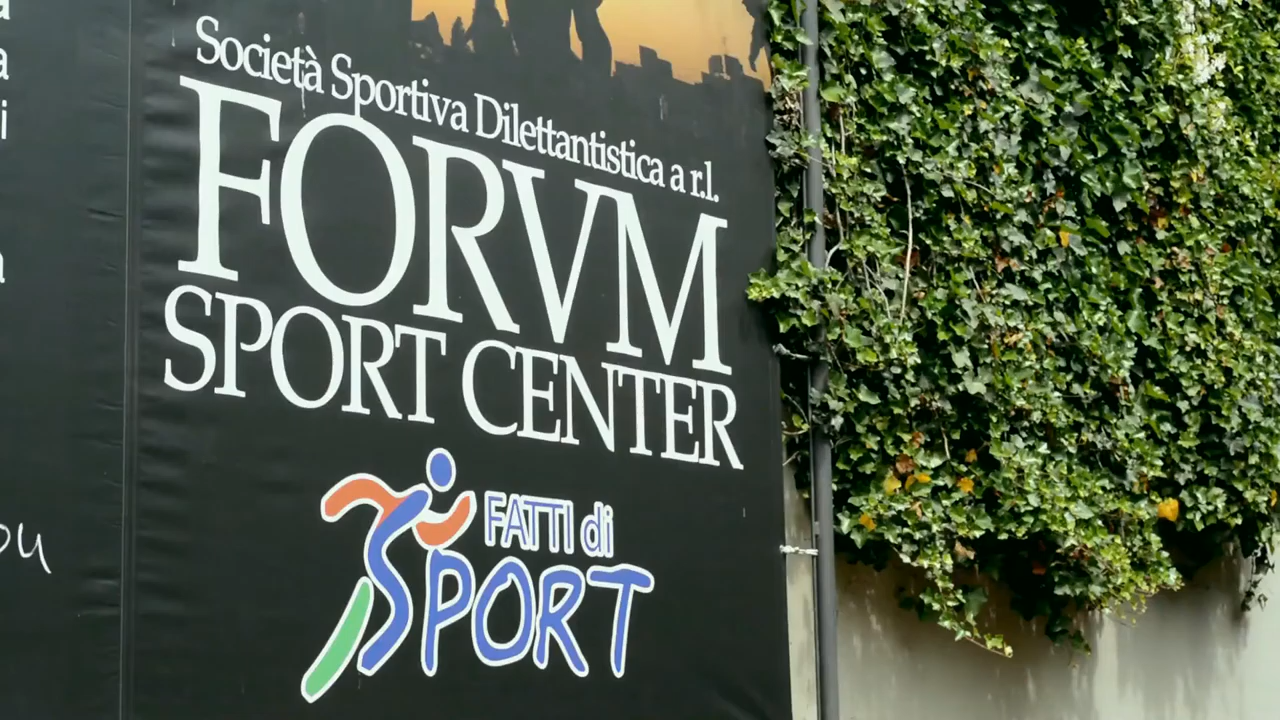 Società Sportiva Dilettantistica a r.l.
FORVM
SPORT CENTER
FATTI di
SPORT